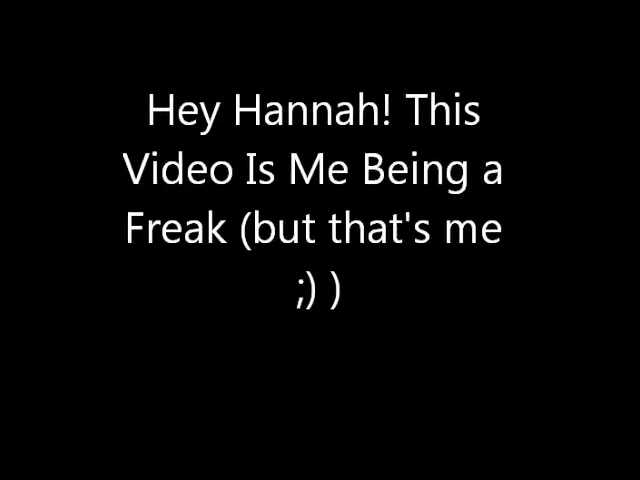 Hey Hannah! This
Video Is Me Being a
Freak (but that's me
;) )